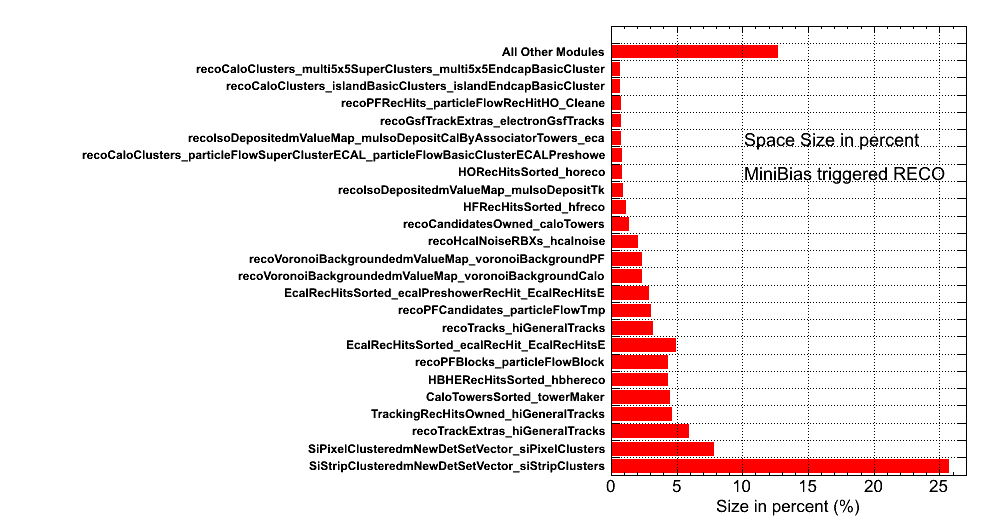 All Other Modules
recoCaloClusters_multi5x5SuperClusters_multi5x5EndcapBasicCluster
recoCaloClusters_islandBasicClusters_islandEndcapBasicCluster
recoPFRecHits_particleFlowRecHitHO_Cleane
recoGsfTrackExtras_electronGsfTracks
recoIsoDepositedmValueMap_muIsoDepositCalByAssociatorTowers_eca
Space Size in percent
recoCaloClusters_particleFlowSuperClusterECAL_particleFlowBasicClusterECALPreshowe
HORecHitsSorted_horeco
MiniBias triggered RECO
recoIsoDepositedmValueMap_muIsoDepositTk
HFRecHitsSorted_hfreco
recoCandidatesOwned_caloTowers
recoHcalNoiseRBXs_hcalnoise
recoVoronoiBackgroundedmValueMap_voronoiBackgroundPF
recoVoronoiBackgroundedmValueMap_voronoiBackgroundCalo
EcalRecHitsSorted_ecalPreshowerRecHit_EcalRecHitsE
recoPFCandidates_particleFlowTmp
recoTracks_hiGeneralTracks
EcalRecHitsSorted_ecalRecHit_EcalRecHitsE
recoPFBlocks_particleFlowBlock
HBHERecHitsSorted_hbhereco
CaloTowersSorted_towerMaker
TrackingRecHitsOwned_hiGeneralTracks
recoTrackExtras_hiGeneralTracks
SiPixelClusteredmNewDetSetVector_siPixelClusters
SiStripClusteredmNewDetSetVector_siStripClusters
0 5 10 15 20 25
Size in percent (%)